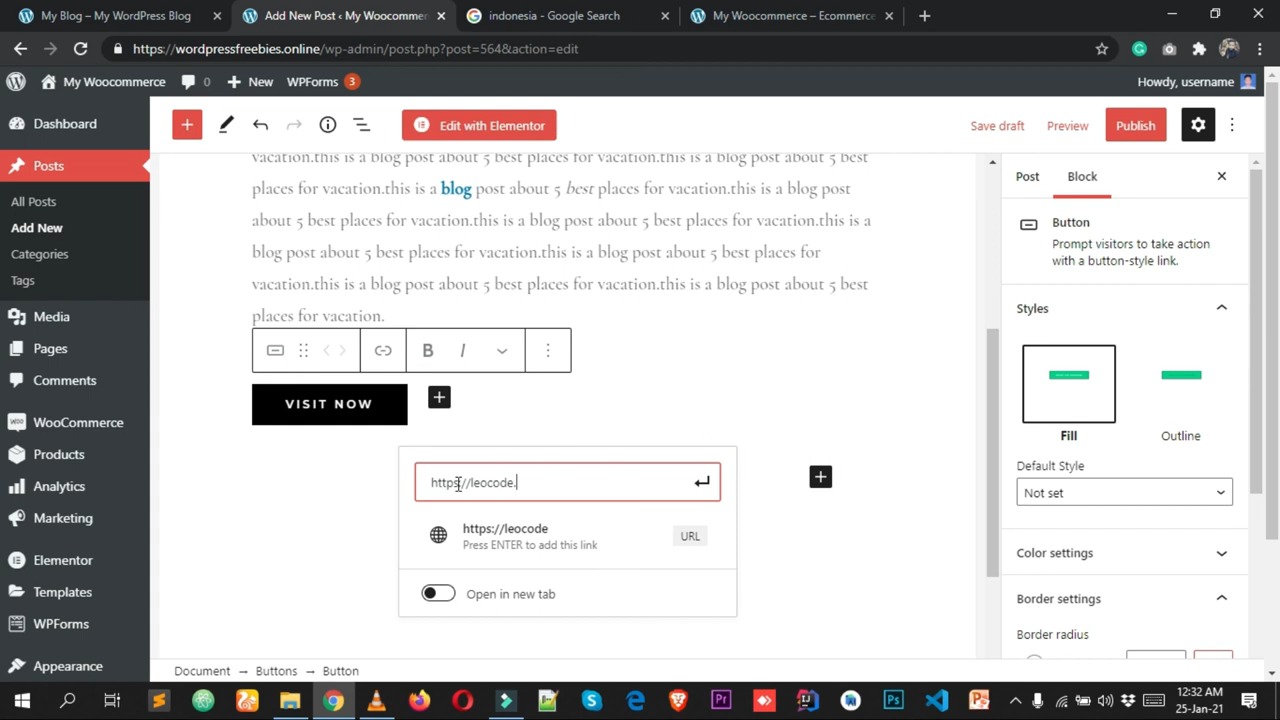 My Blog – My WordPress Blog
Add New Post ‹ My Woocommer
indonesia - Google Search
My Woocommerce – Ecommerce
https://wordpressfreebies.online/wp-admin/post.php?post=564&action=edit
My Woocommerce
0
New
WPForms 3
Howdy, username
Dashboard
Posts
All Posts
Add New
Categories
Tags
Media
Pages
Comments
WooCommerce
Products
Analytics
Marketing
Elementor
Templates
WPForms
Appearance
Edit with Elementor
Save draft
Preview
Publish
vacation.this is a blog post about 5 best places for vacation.this is a blog post about 5 best
places for vacation.this is a blog post about 5 best places for vacation.this is a blog post
about 5 best places for vacation.this is a blog post about 5 best places for vacation.this is a
blog post about 5 best places for vacation.this is a blog post about 5 best places for
vacation.this is a blog post about 5 best places for vacation.this is a blog post about 5 best
places for vacation.
B I
VISIT NOW
https://leocode.
https://leocode
Press ENTER to add this link
URL
Open in new tab
Document → Buttons → Button
Post
Block
Button
Prompt visitors to take action
with a button-style link.
Styles
Fill
Outline
Default Style
Not set
Color settings
Border settings
Border radius
12:32 AM
25-Jan-21